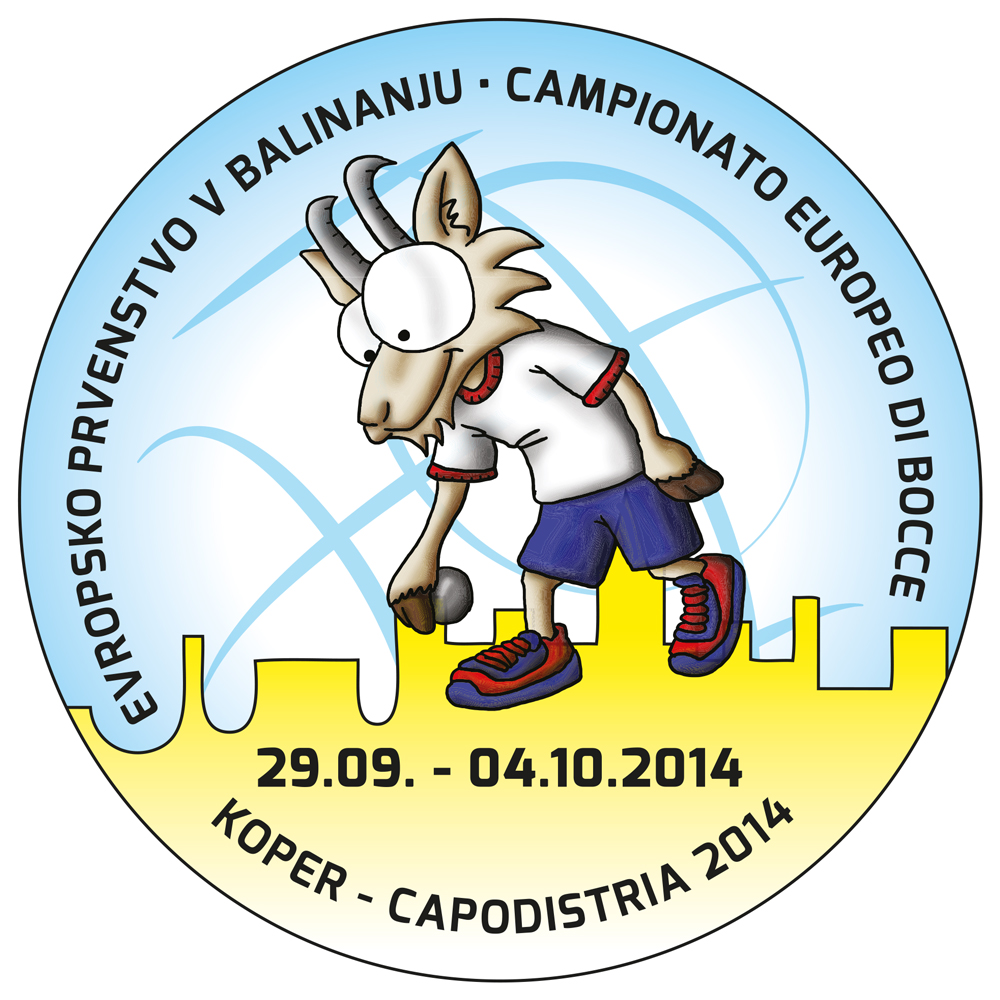 EVROPSKO PRVENSTVO V BALINANJU · CAMPIONATO EUROPEO DI BOCCE
29.09. - 04.10.2014
KOPER - CAPODISTRIA 2014